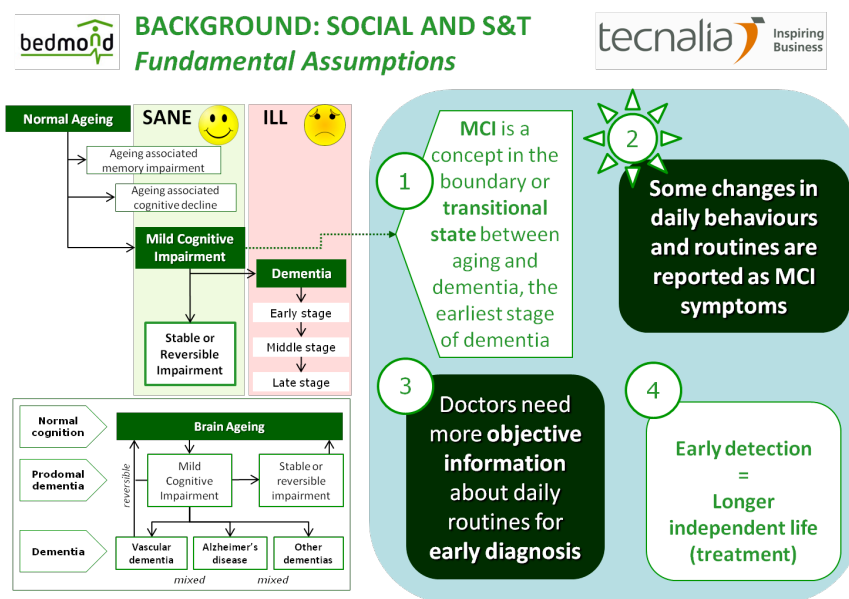 bedmond
BACKGROUND: SOCIAL AND S&T
Fundamental Assumptions
tecnalia
Inspiring
Business
Normal Ageing
SANE
ILL
Ageing associated
memory impairment
Ageing associated
cognitive decline
Mild Cognitive
Impairment
Dementia
Early stage
Middle stage
Late stage
Stable or
Reversible
Impairment
Normal
cognition
Brain Ageing
Prodomal
dementia
reversible
Mild
Cognitive
Impairment
Stable or
reversible
impairment
Dementia
Vascular
dementia
Alzheimer's
disease
Other
dementias
mixed
mixed
1
MCI is a
concept in the
boundary or
transitional
state between
aging and
dementia, the
earliest stage
of dementia
2
Some changes in
daily behaviours
and routines are
reported as MCI
symptoms
3
Doctors need
more objective
information
about daily
routines for
early diagnosis
4
Early detection
=
Longer
independent life
(treatment)